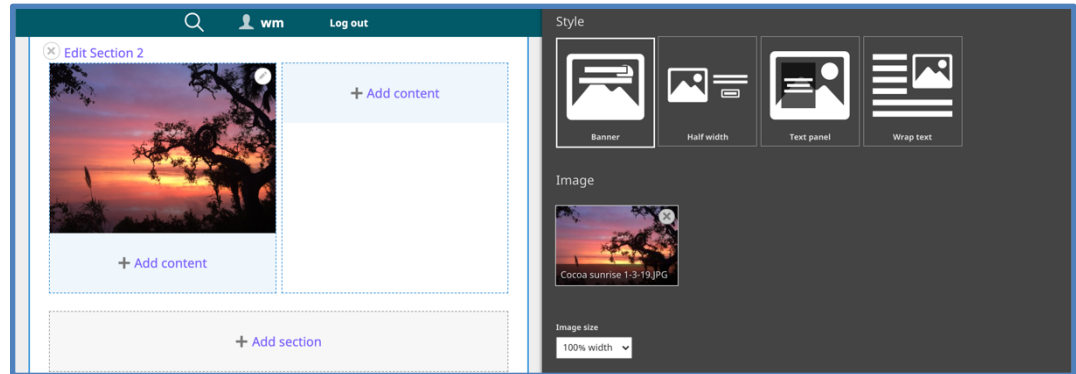 wm
Log out
Edit Section 2
+ Add content
+ Add content
+ Add section
Style
Banner
Half width
Text panel
Wrap text
Image
Cocoa sunrise 1-3-19.JPG
Image size
100% width